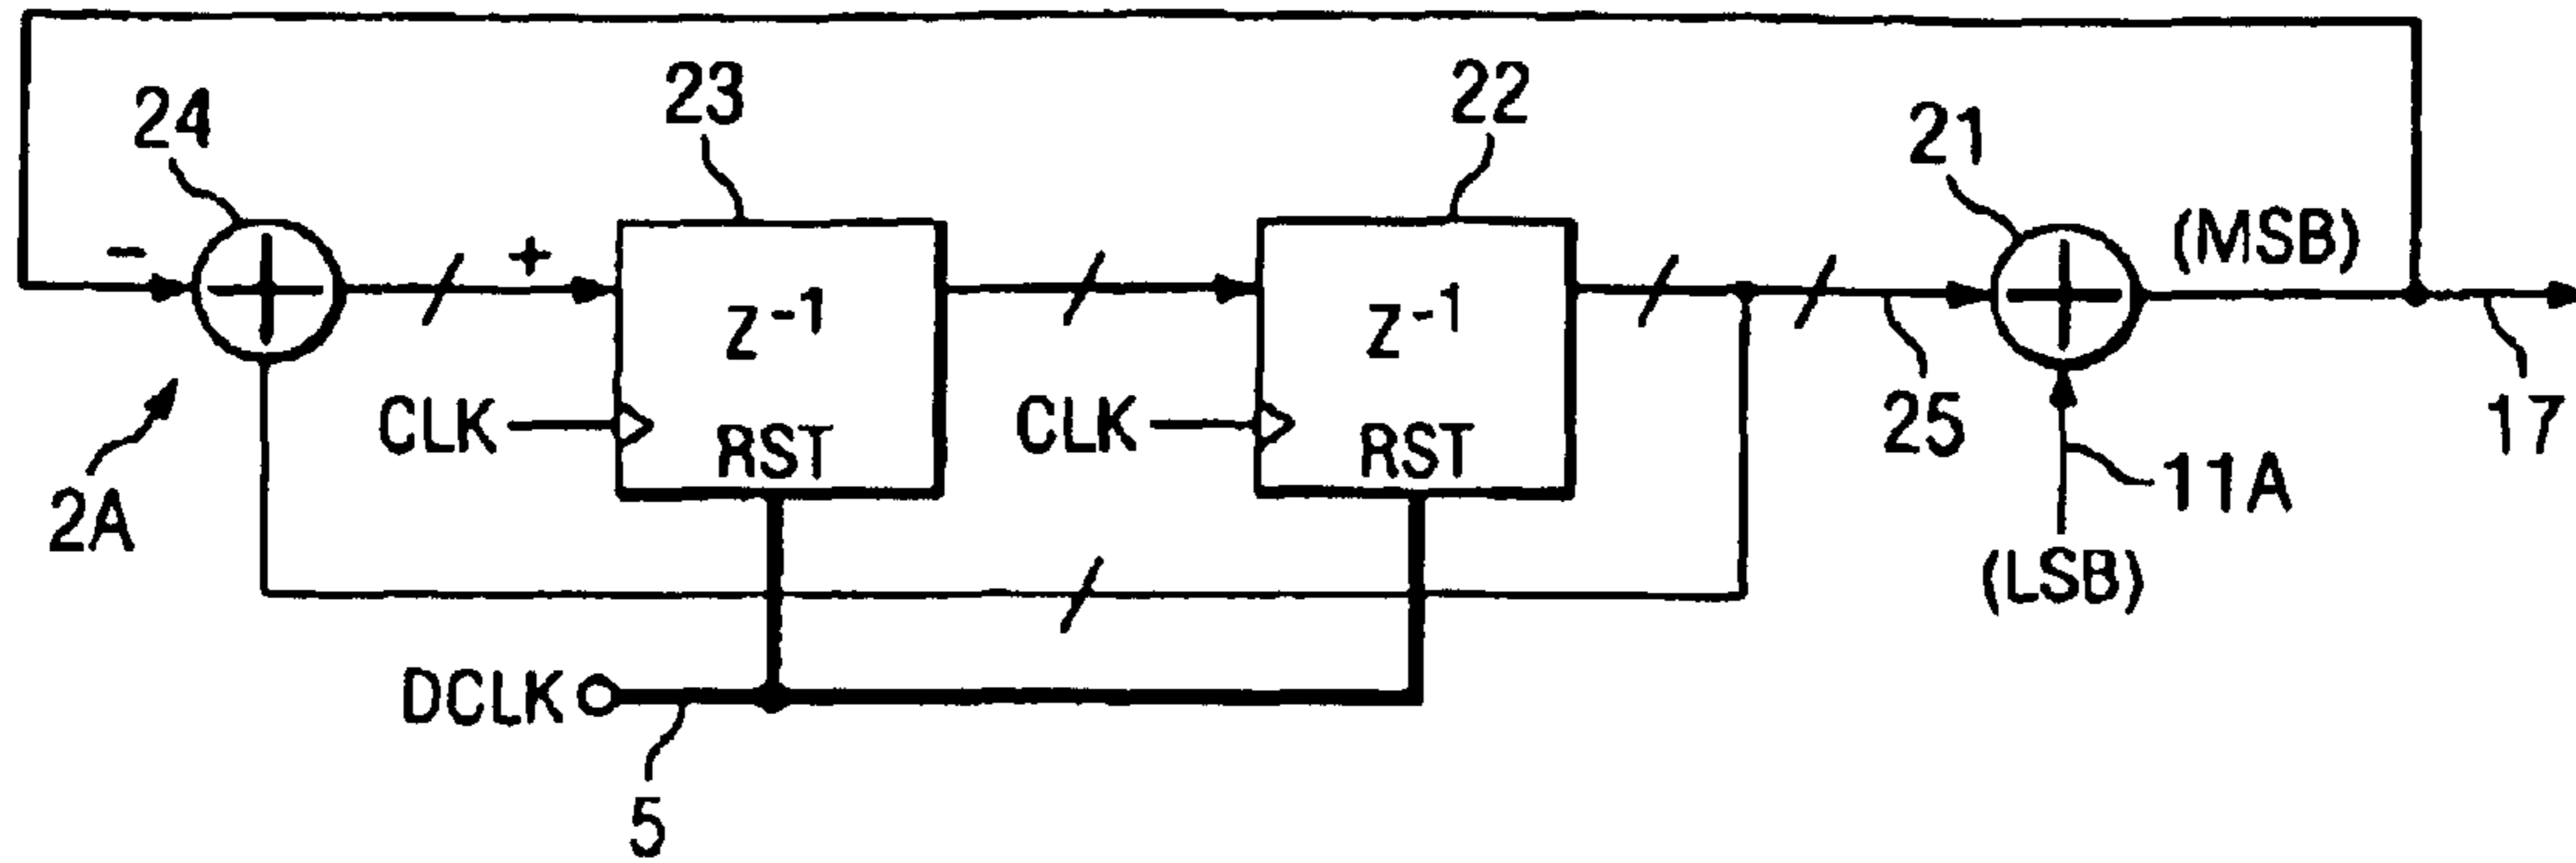 24
23
22
21
(MSB)
-
+
Z⁻¹
Z⁻¹
CLK
RST
CLK
RST
25
17
2A
11A
(LSB)
DCLK
5